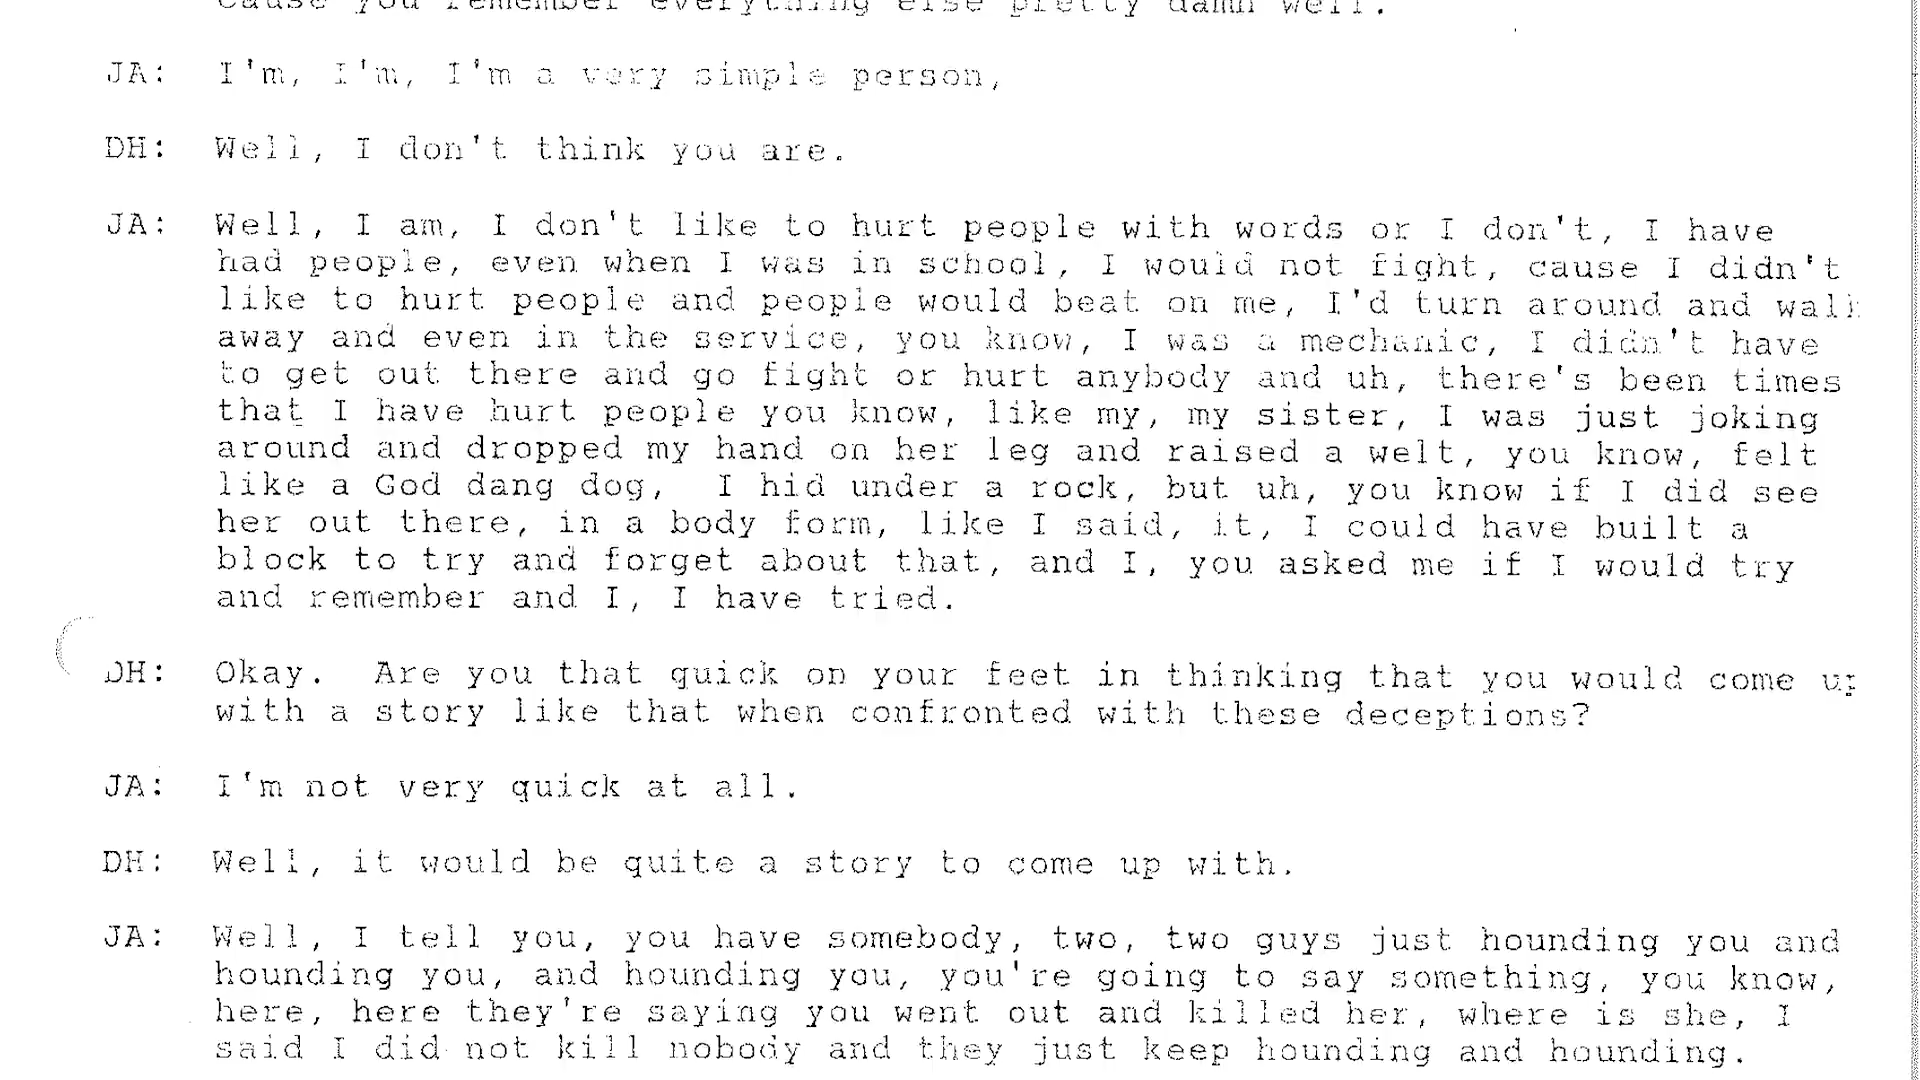 Cause you remember everything else pretty damn well.
JA: I'm, I'm, I'm a very simple person,
DH: Well, I don't think you are.
JA: Well, I am, I don't like to hurt people with words or I don't, I have
had people, even when I was in school, I would not fight, cause I didn't
like to hurt people and people would beat on me, I'd turn around and walk
away and even in the service, you know, I was a mechanic, I didn't have
to get out there and go fight or hurt anybody and uh, there's been times
that I have hurt people you know, like my, my sister, I was just joking
around and dropped my hand on her leg and raised a welt, you know, felt
like a God dang dog, I hid under a rock, but uh, you know if I did see
her out there, in a body form, like I said, it, I could have built a
block to try and forget about that, and I, you asked me if I would try
and remember and I, I have tried.
DH: Okay. Are you that quick on your feet in thinking that you would come up
with a story like that when confronted with these deceptions?
JA: I'm not very quick at all.
DH: Well, it would be quite a story to come up with.
JA: Well, I tell you, you have somebody, two, two guys just hounding you and
hounding you, and hounding you, you're going to say something, you know,
here, here they're saying you went out and killed her, where is she, I
said I did not kill nobody and they just keep hounding and hounding.